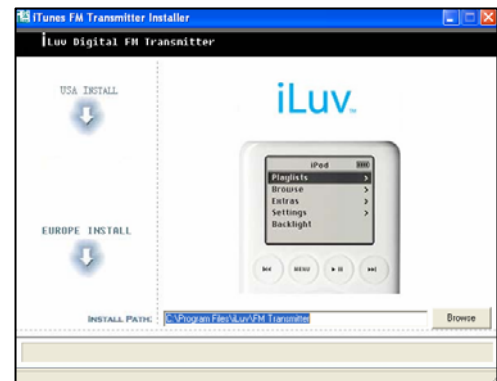 iTunes FM Transmitter Installer
iLuv Digital FM Transmitter
USA INSTALL
iLuv™
iPod
Playlists >
Browse >
Extras >
Settings >
Backlight
MENU
EUROPE INSTALL
INSTALL PATH: C:\Program Files\iLuv\FM Transmitter Browse